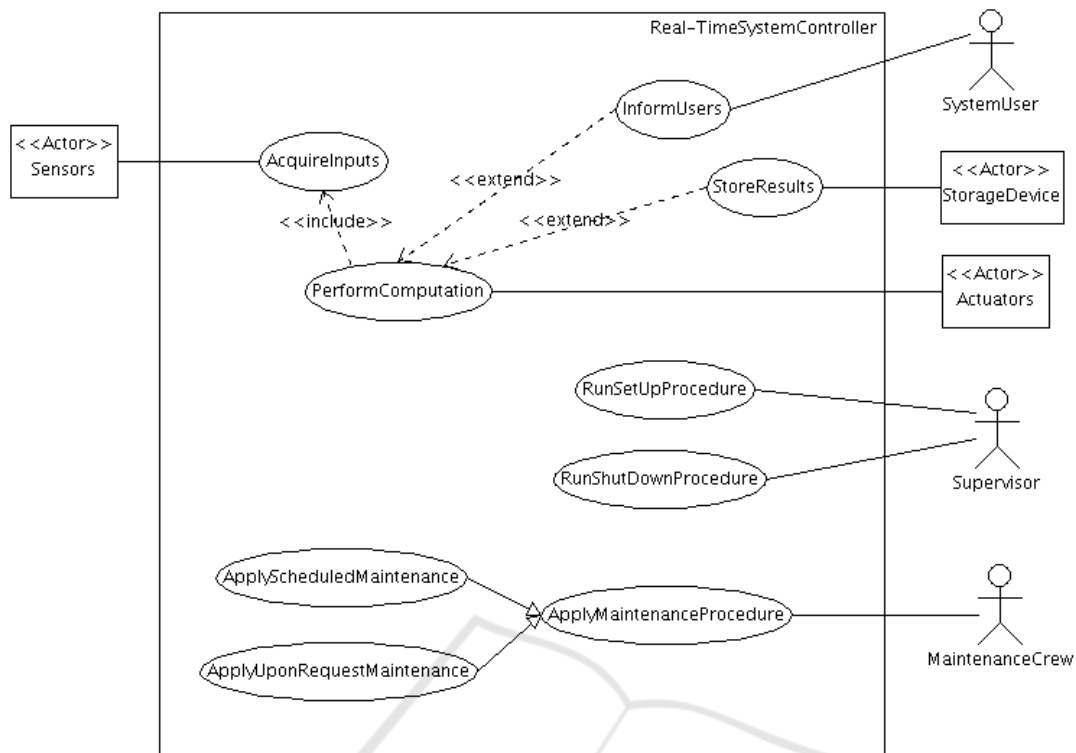 Real-TimeSystemController
SystemUser
InformUsers
<<Actor>>
Sensors
AcquireInputs
<<extend>>
StoreResults
<<Actor>>
StorageDevice
<<include>>
<<extend>>
PerformComputation
<<Actor>>
Actuators
RunSetUpProcedure
RunShutDownProcedure
Supervisor
ApplyScheduledMaintenance
ApplyMaintenanceProcedure
ApplyUponRequestMaintenance
MaintenanceCrew